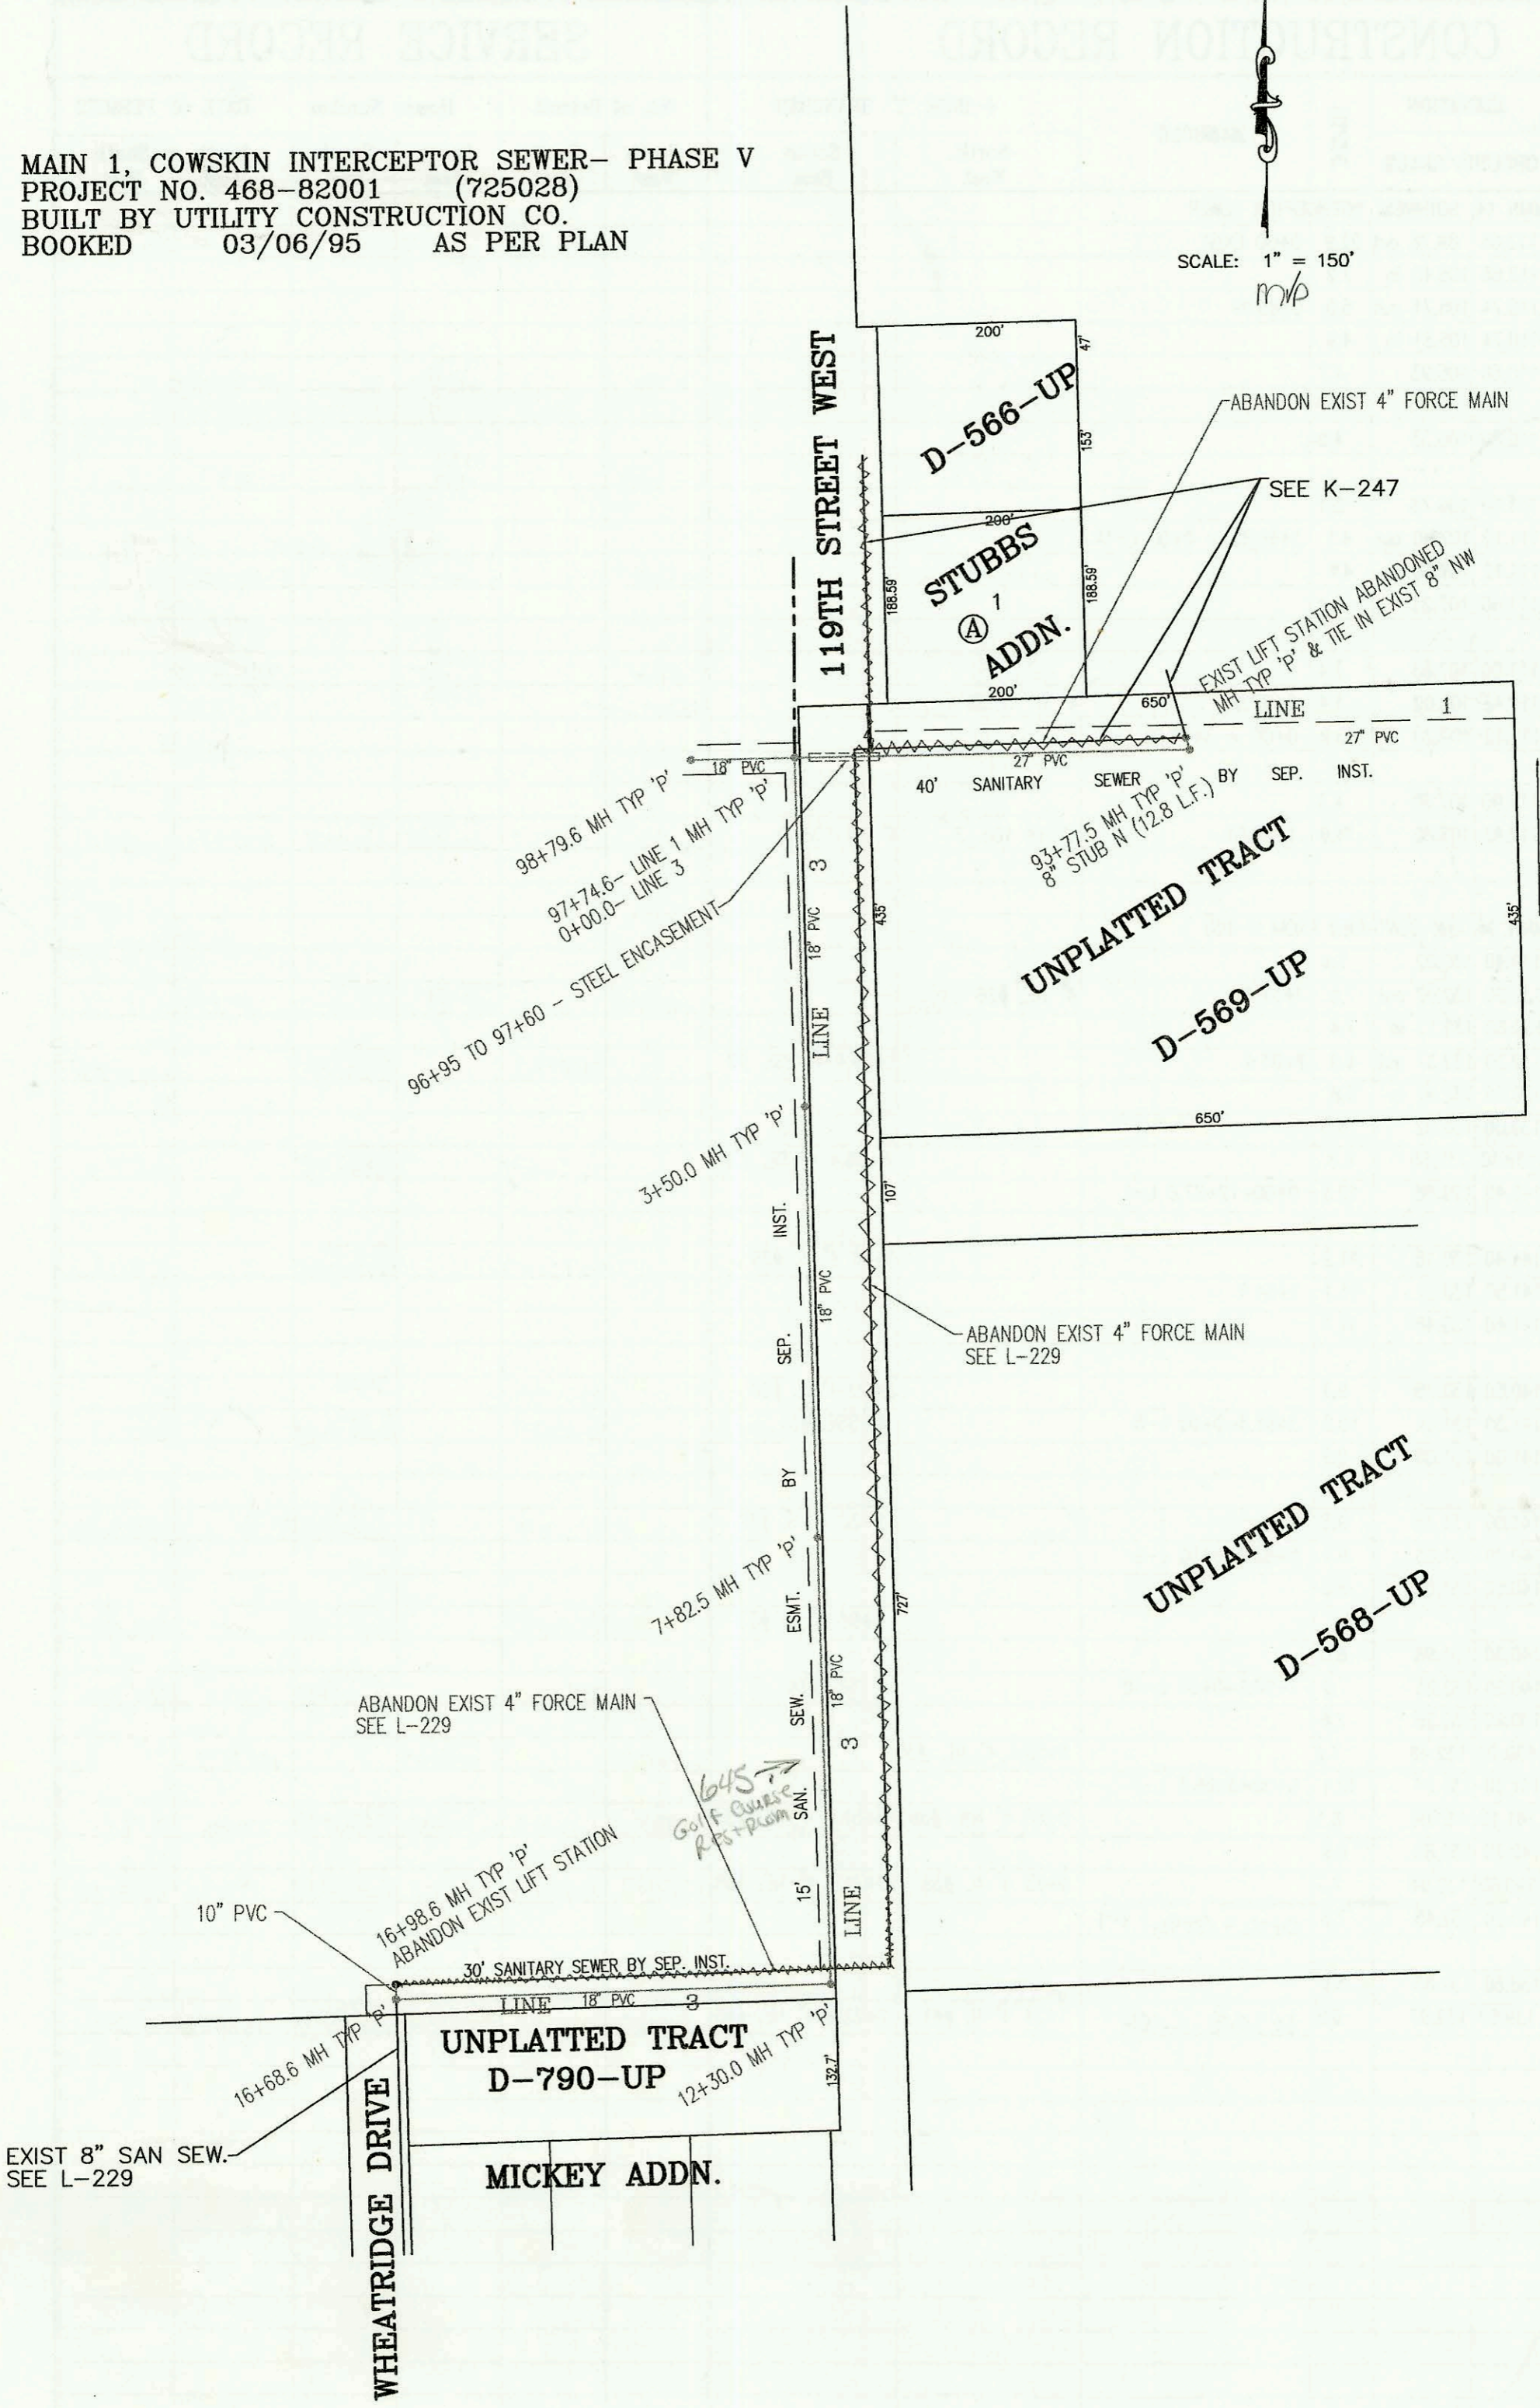 MAIN 1, COWSKIN INTERCEPTOR SEWER– PHASE V
PROJECT NO. 468–82001 (725028)
BUILT BY UTILITY CONSTRUCTION CO.
BOOKED 03/06/95 AS PER PLAN
SCALE: 1" = 150'
119TH STREET WEST
200'
47'
D–566–UP
153'
ABANDON EXIST 4" FORCE MAIN
SEE K–247
200'
STUBBS
A 1
ADDN.
188.59'
188.59'
200'
EXIST LIFT STATION ABANDONED
MH TYP 'P' & TIE IN EXIST 8" NW
650'
LINE 1
27" PVC
18" PVC
27" PVC
40' SANITARY SEWER BY SEP. INST.
98+79.6 MH TYP 'P'
97+74.6– LINE 1 MH TYP 'P'
0+00.0– LINE 3
96+95 TO 97+60 – STEEL ENCASEMENT
93+77.5 MH TYP 'P'
8" STUB N (12.8 L.F.)
UNPLATTED TRACT
D–569–UP
435'
435'
650'
LINE 3
18" PVC
3+50.0 MH TYP 'P'
107'
18" PVC
ABANDON EXIST 4" FORCE MAIN
SEE L–229
15' SAN. SEW. ESMT. BY SEP. INST.
UNPLATTED TRACT
D–568–UP
7+82.5 MH TYP 'P'
727'
18" PVC
ABANDON EXIST 4" FORCE MAIN
SEE L–229
645
Golf Course
RestRoom
LINE 3
16+98.6 MH TYP 'P'
ABANDON EXIST LIFT STATION
10" PVC
30' SANITARY SEWER BY SEP. INST.
LINE 18" PVC 3
16+68.6 MH TYP 'P'
UNPLATTED TRACT
D–790–UP
12+30.0 MH TYP 'P'
132.7'
EXIST 8" SAN SEW.
SEE L–229
MICKEY ADDN.
WHEATRIDGE DRIVE